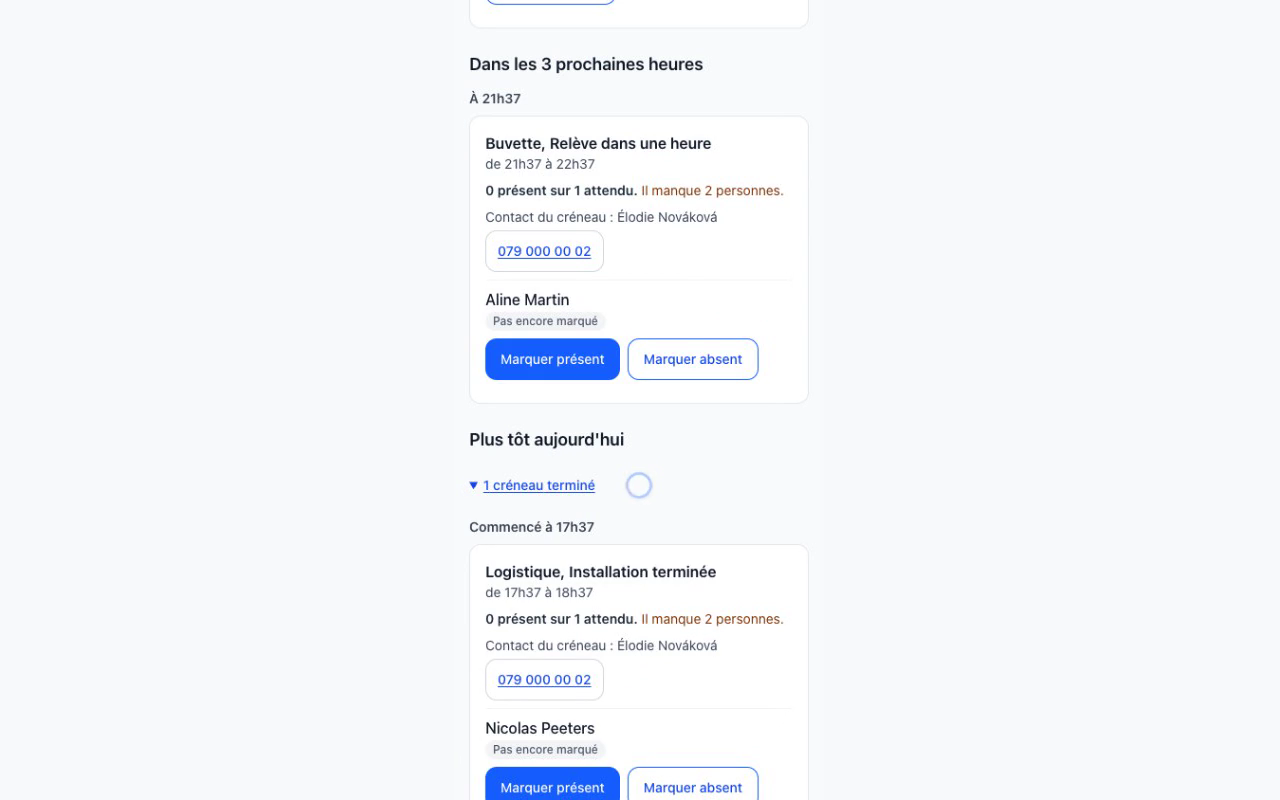 Dans les 3 prochaines heures
À 21h37
Buvette, Relève dans une heure
de 21h37 à 22h37
0 présent sur 1 attendu. Il manque 2 personnes.
Contact du créneau : Élodie Nováková
079 000 00 02
Aline Martin
Pas encore marqué
Marquer présent Marquer absent
Plus tôt aujourd'hui
▼ 1 créneau terminé
Commencé à 17h37
Logistique, Installation terminée
de 17h37 à 18h37
0 présent sur 1 attendu. Il manque 2 personnes.
Contact du créneau : Élodie Nováková
079 000 00 02
Nicolas Peeters
Pas encore marqué
Marquer présent Marquer absent